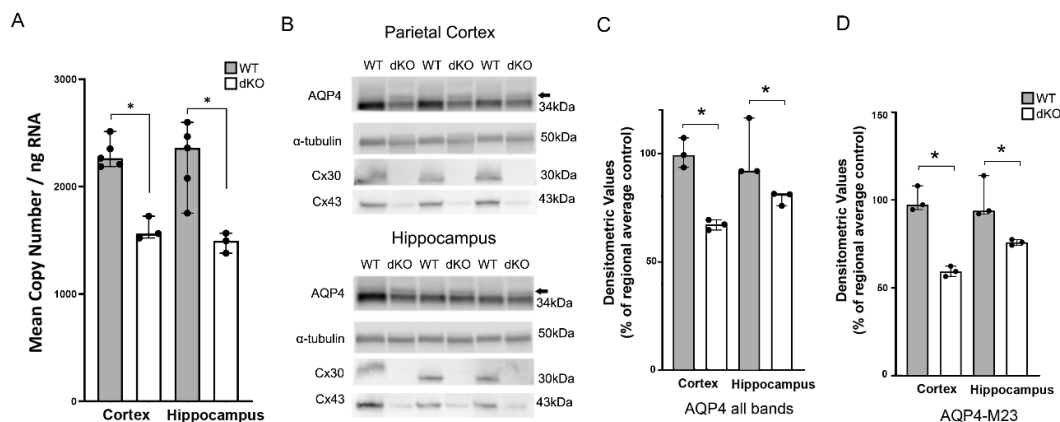 A
WT
dKO
3000
2000
1000
0
Mean Copy Number / ng RNA
*
*
Cortex Hippocampus
B
Parietal Cortex
WT dKO WT dKO WT dKO
AQP4
34kDa
α-tubulin
50kDa
Cx30
30kDa
Cx43
43kDa
Hippocampus
WT dKO WT dKO WT dKO
AQP4
34kDa
α-tubulin
50kDa
Cx30
30kDa
Cx43
43kDa
C
100
50
0
Densitometric Values
(% of regional average control)
*
*
Cortex Hippocampus
AQP4 all bands
D
WT
dKO
150
100
50
0
Densitometric Values
(% of regional average control)
*
*
Cortex Hippocampus
AQP4-M23